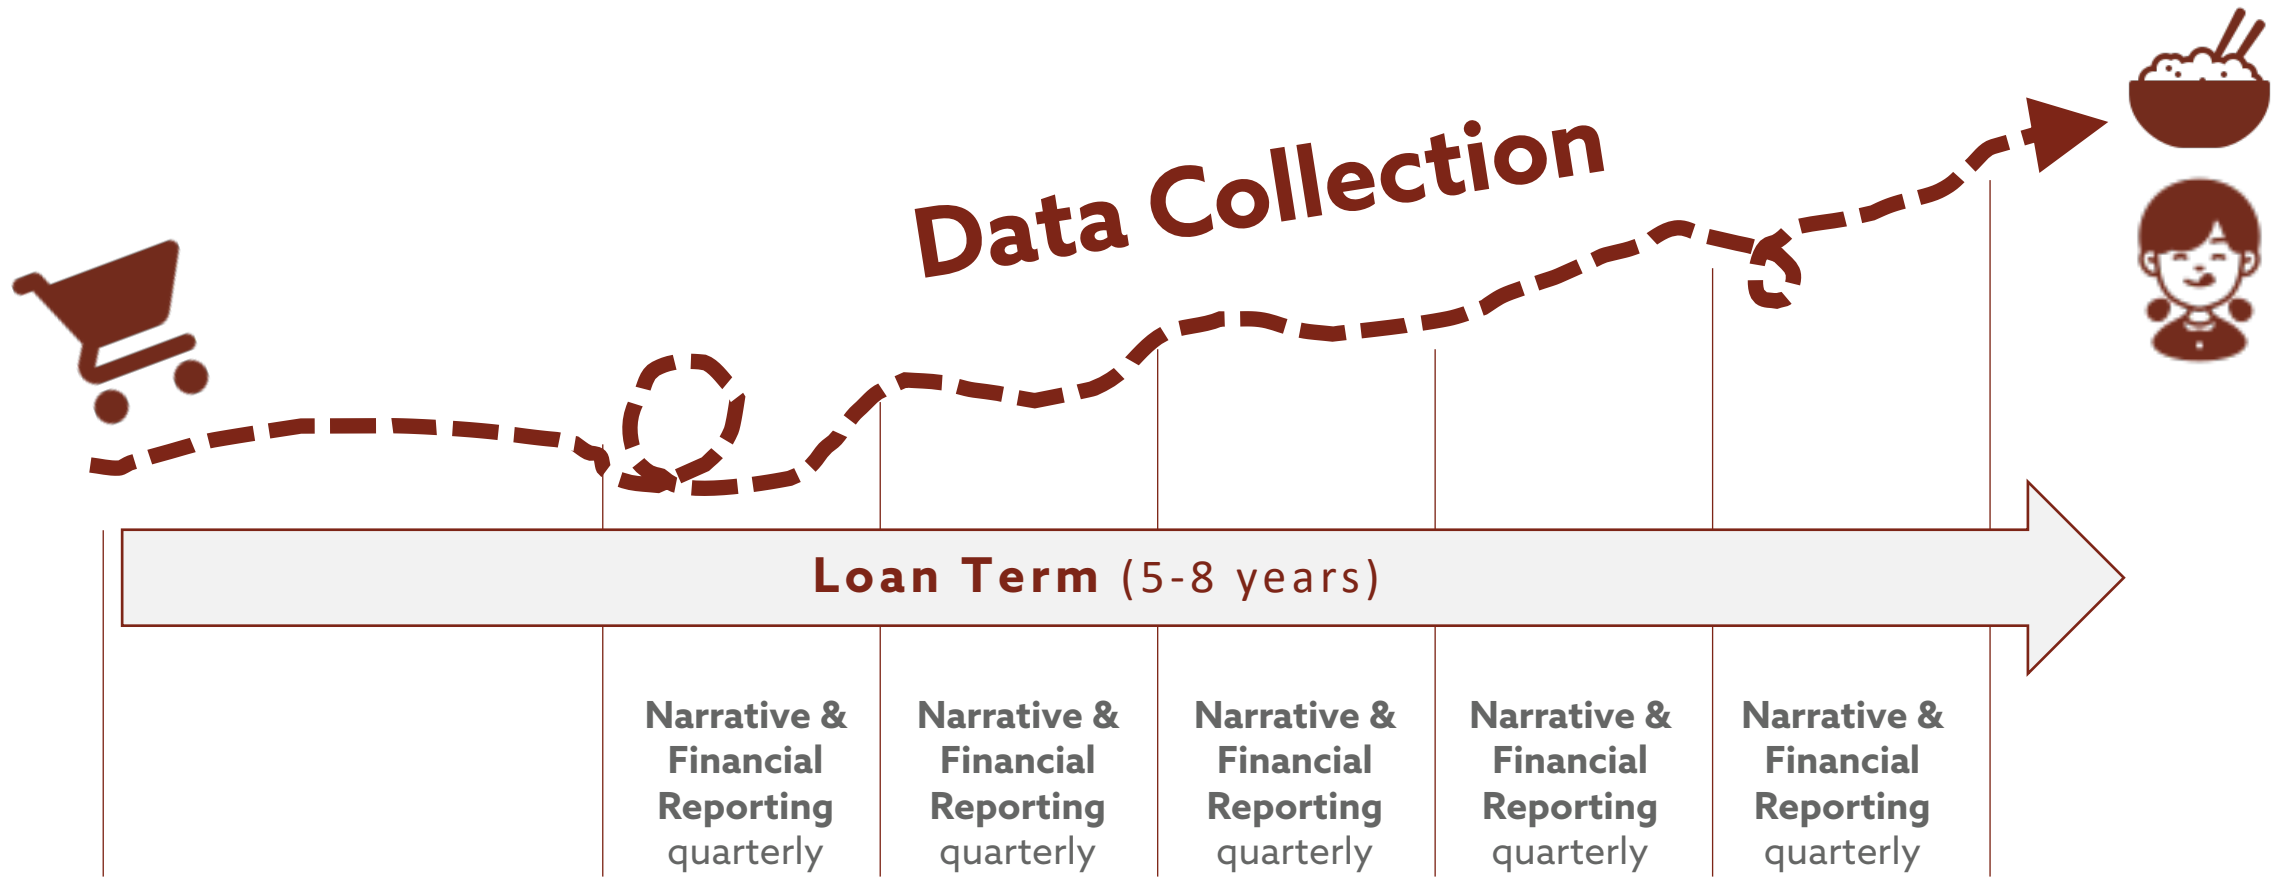 Data Collection
Loan Term (5-8 years)
Narrative &
Financial
Reporting
quarterly
Narrative &
Financial
Reporting
quarterly
Narrative &
Financial
Reporting
quarterly
Narrative &
Financial
Reporting
quarterly
Narrative &
Financial
Reporting
quarterly